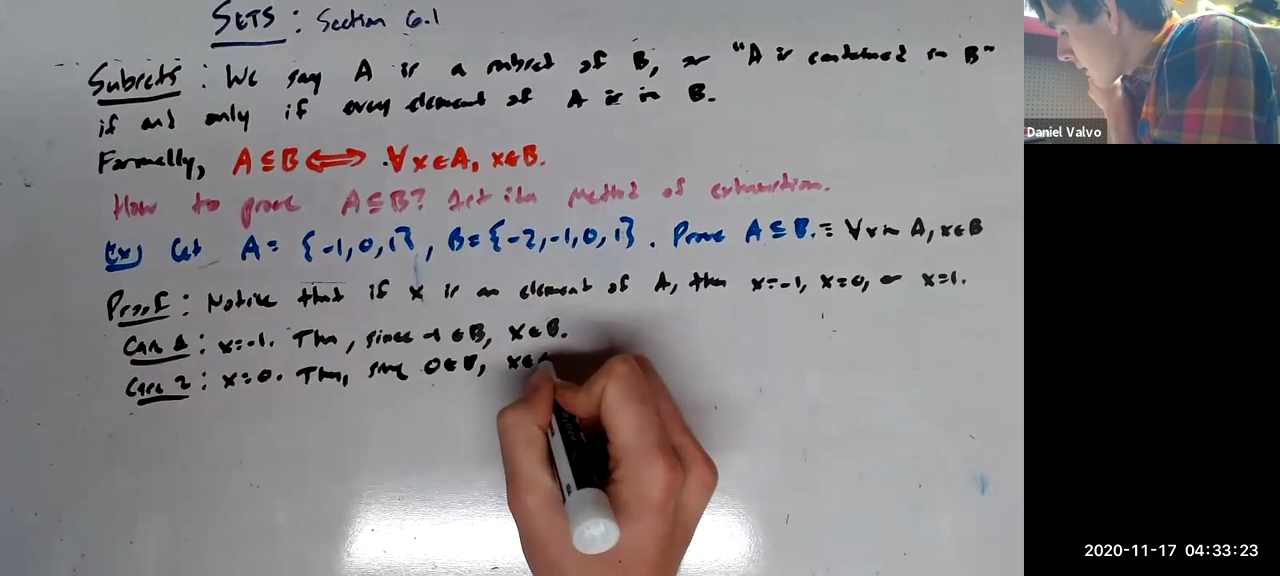 SETS : Section 6.1
Subsets : We say A is a subset of B, or "A is contained in B"
if and only if every element of A is in B.
Formally, A ⊆ B ⟺ ∀ x ∈ A, x ∈ B.
How to prove A ⊆ B? 1st idea method of exhaustion.
Ex) Let A = {-1, 0, 1}, B = {-2, -1, 0, 1}. Prove A ⊆ B. ≡ ∀ x in A, x ∈ B
Proof : Notice that if x is an element of A, then x=-1, x=0, or x=1.
Case 1 : x=-1. Then, since -1 ∈ B, x ∈ B.
Case 2 : x=0. Then, since 0 ∈ B, x ∈
Daniel Valvo
2020-11-17 04:33:23